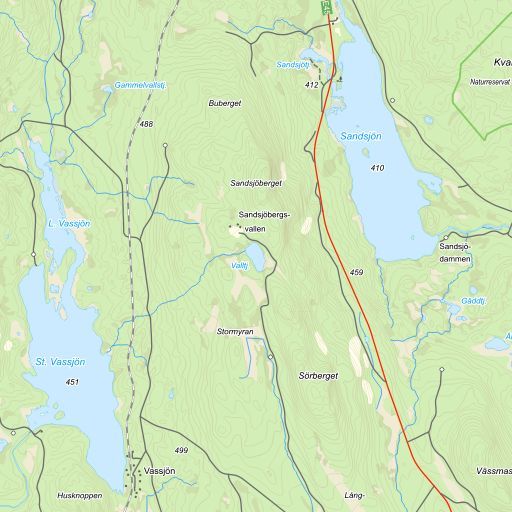 E45
Kva
Sandsjötj.
412
Naturreservat
Gammelvallstj.
Buberget
488
Sandsjön
410
Sandsjöberget
Sandsjöbergs-
vallen
L. Vassjön
Sandsjö-
dammen
Valltj.
459
Gäddtj.
Stormyran
St. Vassjön
451
Sörberget
499
Vassjön
Vässmas
Husknoppen
Lång-